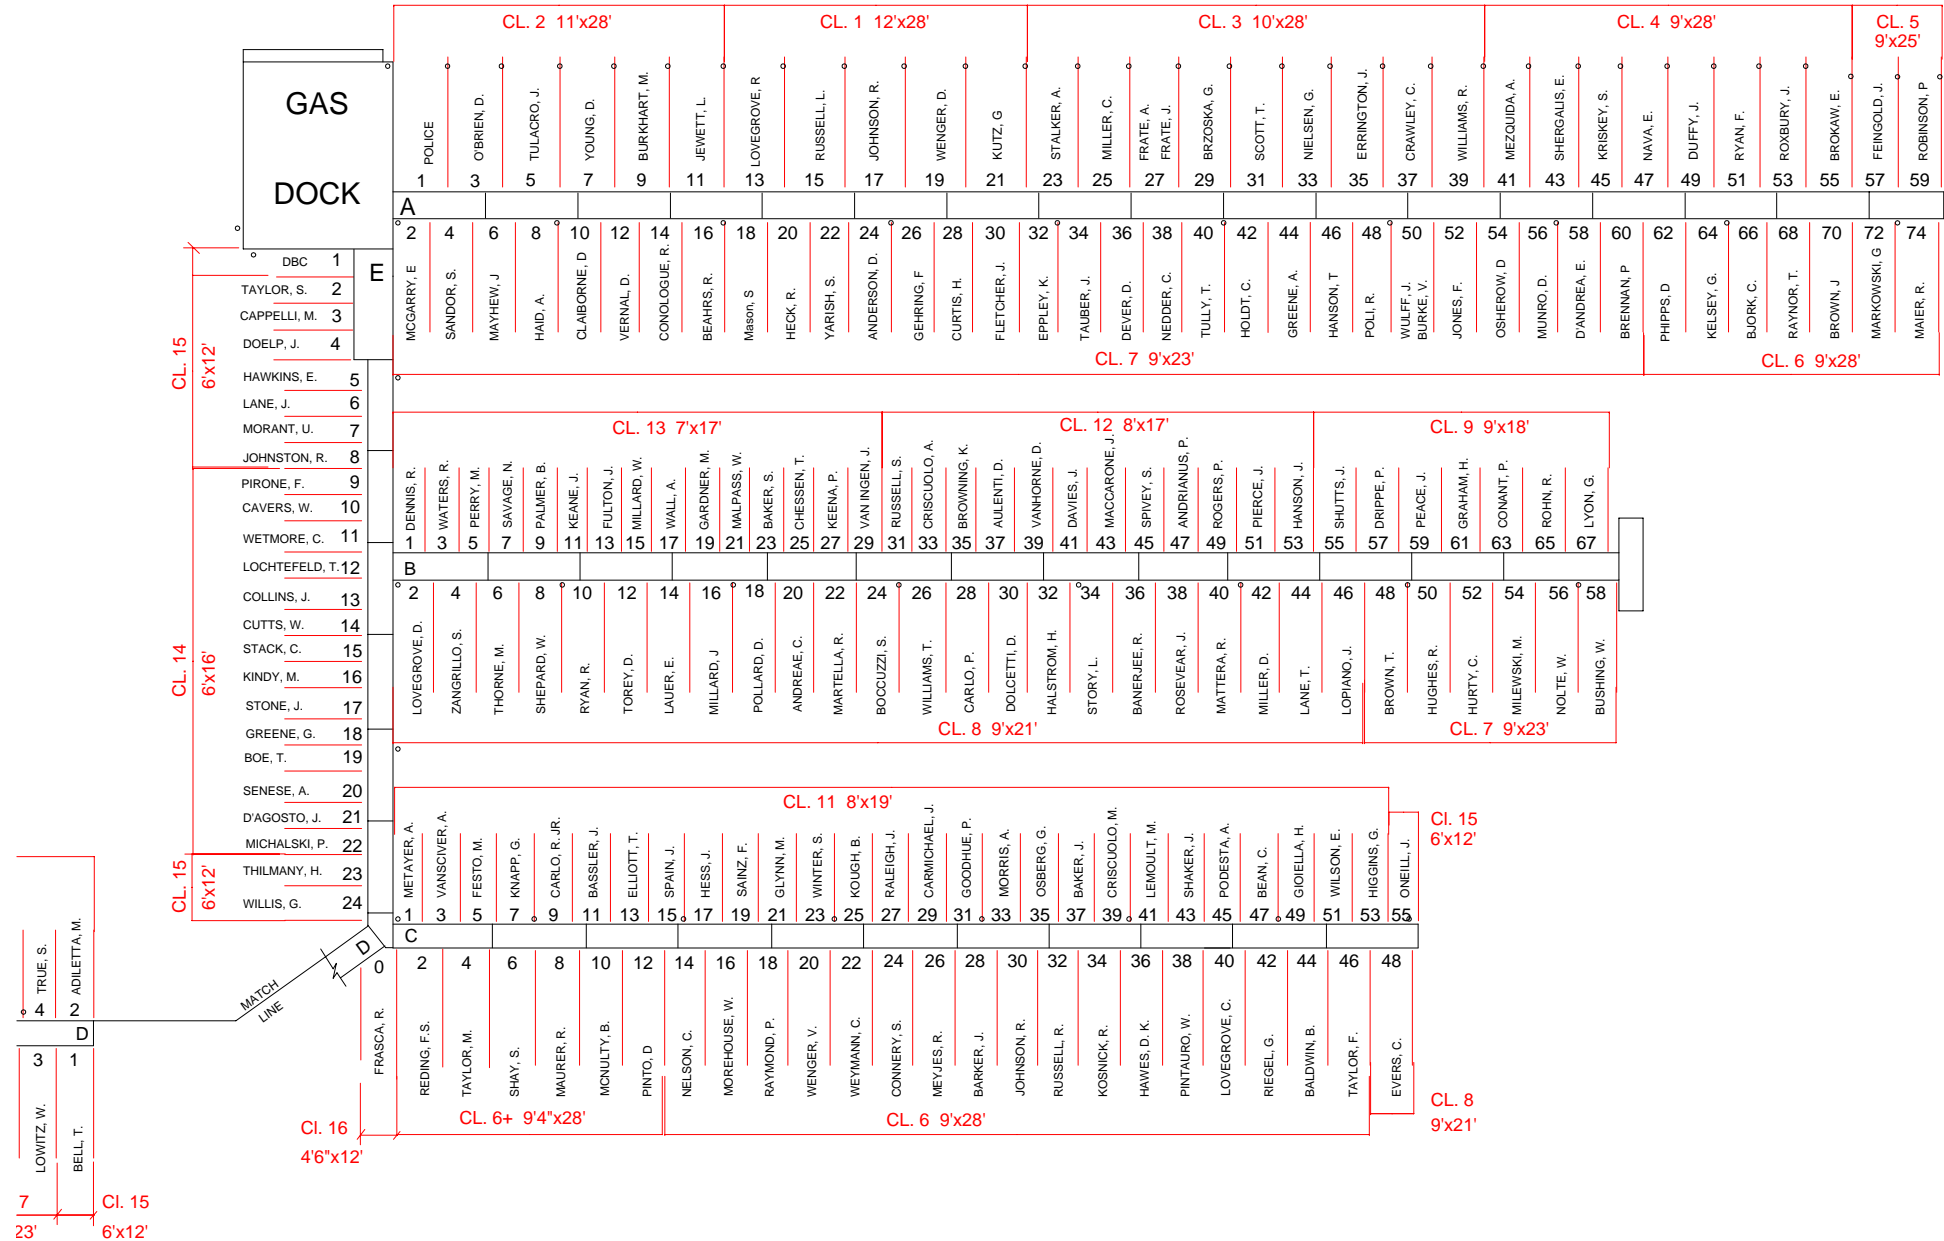 CL. 2 11'x28'
CL. 1 12'x28'
CL. 3 10'x28'
CL. 4 9'x28'
CL. 5
9'x25'
GAS
DOCK
POLICE
O'BRIEN, D.
TULACRO, J.
YOUNG, D.
BURKHART, M.
JEWETT, L.
LOVEGROVE, R
RUSSELL, L.
JOHNSON, R.
WENGER, D.
KUTZ, G
STALKER, A.
MILLER, C.
FRATE, A.
FRATE, J.
BRZOSKA, G.
SCOTT, T.
NIELSEN, G.
ERRINGTON, J.
CRAWLEY, C.
WILLIAMS, R.
MEZQUIDA, A.
SHERGALIS, E.
KRISKEY, S.
NAVA, E.
DUFFY, J.
RYAN, F.
ROXBURY, J.
BROKAW, E.
FEINGOLD, J.
ROBINSON, P
1 3 5 7 9 11 13 15 17 19 21 23 25 27 29 31 33 35 37 39 41 43 45 47 49 51 53 55 57 59
A
2 4 6 8 10 12 14 16 18 20 22 24 26 28 30 32 34 36 38 40 42 44 46 48 50 52 54 56 58 60 62 64 66 68 70 72 74
MCGARRY, E
SANDOR, S.
MAYHEW, J
HAID, A.
CLAIBORNE, D
VERNAL, D.
CONOLOGUE, R.
BEAHRS, R.
Mason, S
HECK, R.
YARISH, S.
ANDERSON, D.
GEHRING, F
CURTIS, H.
FLETCHER, J.
EPPLEY, K.
TAUBER, J.
DEVER, D.
NEDDER, C.
TULLY, T.
HOLDT, C.
GREENE, A.
HANSON, T
POLI, R.
WULFF, J.
BURKE, V.
JONES, F.
OSHEROW, D
MUNRO, D.
D'ANDREA, E.
BRENNAN, P
PHIPPS, D
KELSEY, G.
BJORK, C.
RAYNOR, T.
BROWN, J
MARKOWSKI, G
MAIER, R.
CL. 7 9'x23'
CL. 6 9'x28'
E
DBC 1
TAYLOR, S. 2
CAPPELLI, M. 3
DOELP, J. 4
HAWKINS, E. 5
LANE, J. 6
MORANT, U. 7
JOHNSTON, R. 8
PIRONE, F. 9
CAVERS, W. 10
WETMORE, C. 11
LOCHTEFELD, T. 12
COLLINS, J. 13
CUTTS, W. 14
STACK, C. 15
KINDY, M. 16
STONE, J. 17
GREENE, G. 18
BOE, T. 19
SENESE, A. 20
D'AGOSTO, J. 21
MICHALSKI, P. 22
THILMANY, H. 23
WILLIS, G. 24
CL. 15
6'x12'
CL. 14
6'x16'
CL. 15
6'x12'
CL. 13 7'x17'
CL. 12 8'x17'
CL. 9 9'x18'
DENNIS, R.
WATERS, R.
PERRY, M.
SAVAGE, N.
PALMER, B.
KEANE, J.
FULTON, J.
MILLARD, W.
WALL, A.
GARDNER, M.
MALPASS, W.
BAKER, S.
CHESSEN, T.
KEENA, P.
VAN INGEN, J.
RUSSELL, S.
CRISCUOLO, A.
BROWNING, K.
AULENTI, D.
VANHORNE, D.
DAVIES, J.
MACCARONE, J.
SPIVEY, S.
ANDRIANUS, P.
ROGERS, P.
PIERCE, J.
HANSON, J.
SHUTTS, J.
DRIPPE, P.
PEACE, J.
GRAHAM, H.
CONANT, P.
ROHN, R.
LYON, G.
1 3 5 7 9 11 13 15 17 19 21 23 25 27 29 31 33 35 37 39 41 43 45 47 49 51 53 55 57 59 61 63 65 67
B
2 4 6 8 10 12 14 16 18 20 22 24 26 28 30 32 34 36 38 40 42 44 46 48 50 52 54 56 58
LOVEGROVE, D.
ZANGRILLO, S.
THORNE, M.
SHEPARD, W.
RYAN, R.
TOREY, D.
LAUER, E.
MILLARD, J
POLLARD, D.
ANDREAE, C.
MARTELLA, R.
BOCCUZZI, S.
WILLIAMS, T.
CARLO, P.
DOLCETTI, D.
HALSTROM, H.
STORY, L.
BANERJEE, R.
ROSEVEAR, J.
MATTERA, R.
MILLER, D.
LANE, T.
LOPIANO, J.
BROWN, T.
HUGHES, R.
HURTY, C.
MILEWSKI, M.
NOLTE, W.
BUSHING, W.
CL. 8 9'x21'
CL. 7 9'x23'
CL. 11 8'x19'
Cl. 15
6'x12'
METAYER, A.
VANSCIVER, A.
FESTO, M.
KNAPP, G.
CARLO, R. JR.
BASSLER, J.
ELLIOTT, T.
SPAIN, J.
HESS, J.
SAINZ, F.
GLYNN, M.
WINTER, S.
KOUGH, B.
RALEIGH, J.
CARMICHAEL, J.
GOODHUE, P.
MORRIS, A.
OSBERG, G.
BAKER, J.
CRISCUOLO, M.
LEMOULT, M.
SHAKER, J.
PODESTA, A.
BEAN, C.
GIOIELLA, H.
WILSON, E.
HIGGINS, G.
ONEILL, J.
1 3 5 7 9 11 13 15 17 19 21 23 25 27 29 31 33 35 37 39 41 43 45 47 49 51 53 55
C
0 2 4 6 8 10 12 14 16 18 20 22 24 26 28 30 32 34 36 38 40 42 44 46 48
FRASCA, R.
REDING, F.S.
TAYLOR, M.
SHAY, S.
MAURER, R.
MCNULTY, B.
PINTO, D
NELSON, C.
MOREHOUSE, W.
RAYMOND, P.
WENGER, V.
WEYMANN, C.
CONNERY, S.
MEYJES, R.
BARKER, J.
JOHNSON, R.
RUSSELL, R.
KOSNICK, R.
HAWES, D. K.
PINTAURO, W.
LOVEGROVE, C.
RIEGEL, G.
BALDWIN, B.
TAYLOR, F.
EVERS, C.
Cl. 16
4'6"x12'
CL. 6+ 9'4"x28'
CL. 6 9'x28'
CL. 8
9'x21'
D
MATCH
LINE
TRUE, S.
ADILETTA, M.
4 2
D
3 1
LOWITZ, W.
BELL, T.
7
23'
Cl. 15
6'x12'